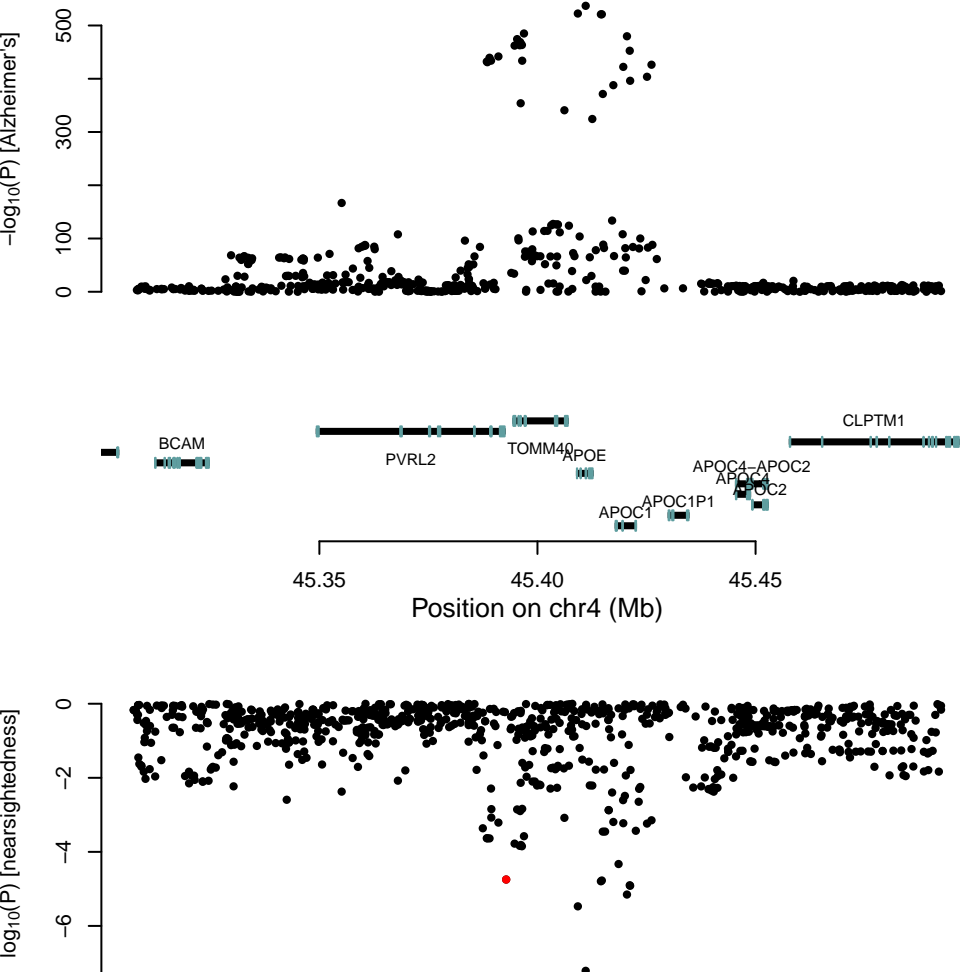 −log10(P) [Alzheimer's]
500
300
100
0
CLPTM1
BCAM
PVRL2
TOMM40
APOE
APOC4−APOC2
APOC4
APOC2
APOC1P1
APOC1
45.35 45.40 45.45
Position on chr4 (Mb)
log10(P) [nearsightedness]
0
−2
−4
−6